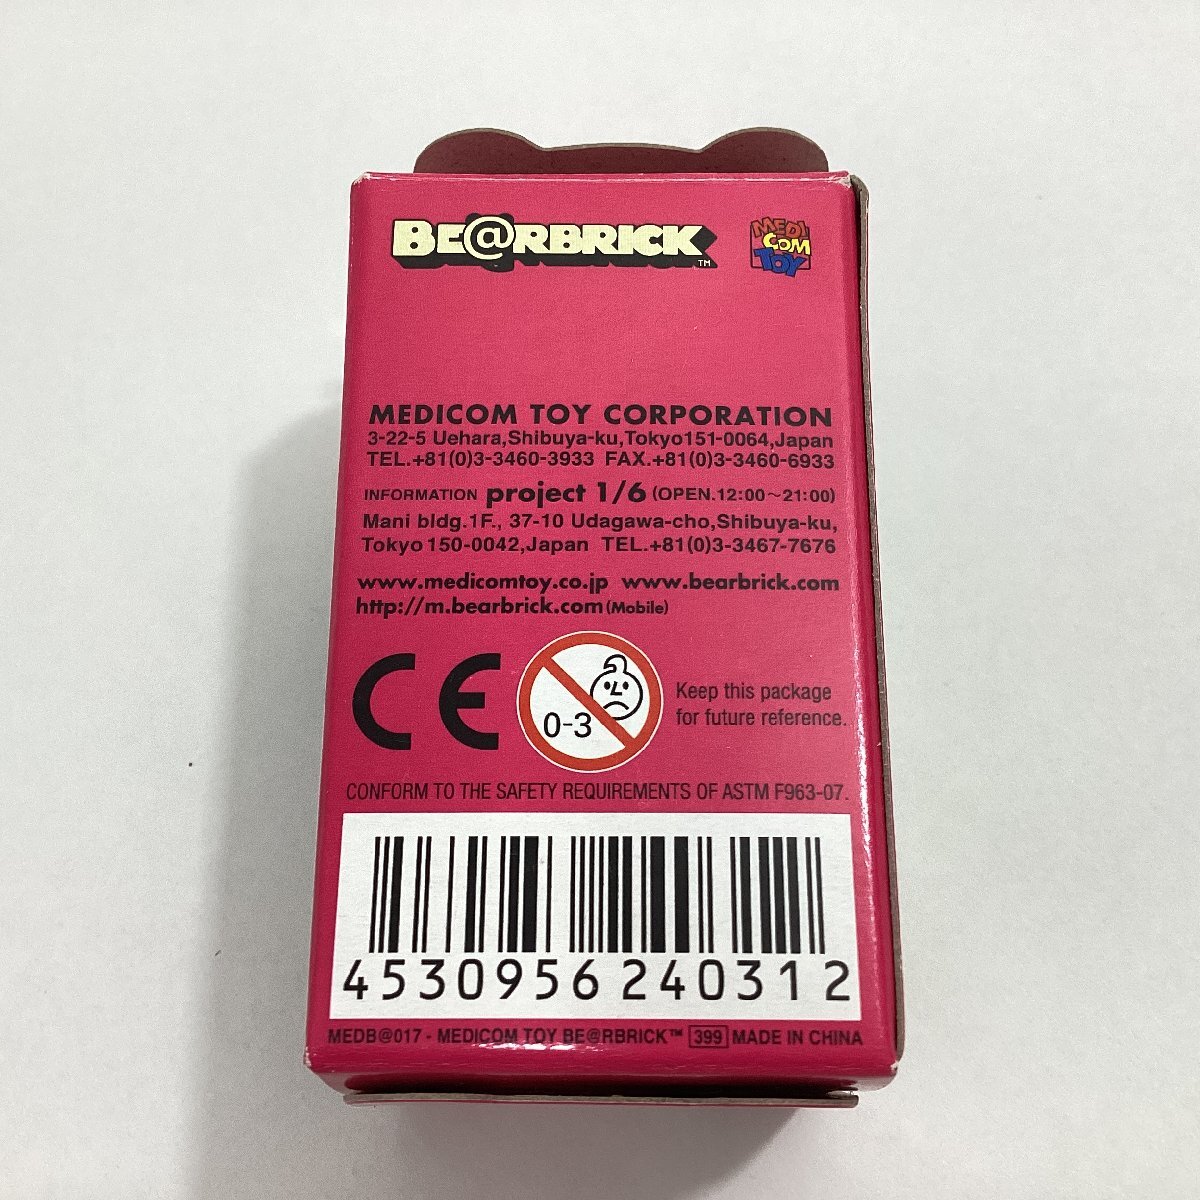 BE@RBRICK™
MEDI COM TOY
MEDICOM TOY CORPORATION
3-22-5 Uehara,Shibuya-ku,Tokyo151-0064,Japan
TEL.+81(0)3-3460-3933 FAX.+81(0)3-3460-6933
INFORMATION project 1/6 (OPEN.12:00~21:00)
Mani bldg.1F., 37-10 Udagawa-cho,Shibuya-ku,
Tokyo 150-0042,Japan TEL.+81(0)3-3467-7676
www.medicomtoy.co.jp www.bearbrick.com
http://m.bearbrick.com(Mobile)
CE
0-3
Keep this package
for future reference.
CONFORM TO THE SAFETY REQUIREMENTS OF ASTM F963-07.
4530956240312
MEDB@017 - MEDICOM TOY BE@RBRICK™ 399 MADE IN CHINA